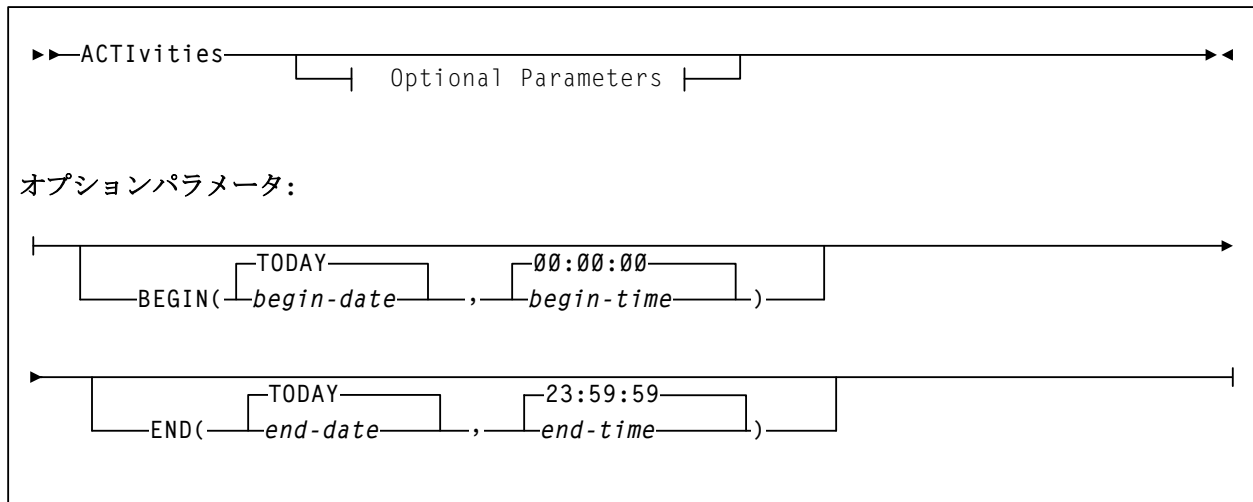 ACTIvities
Optional Parameters
オプションパラメータ:
TODAY 00:00:00
BEGIN( begin-date , begin-time )
TODAY 23:59:59
END( end-date , end-time )